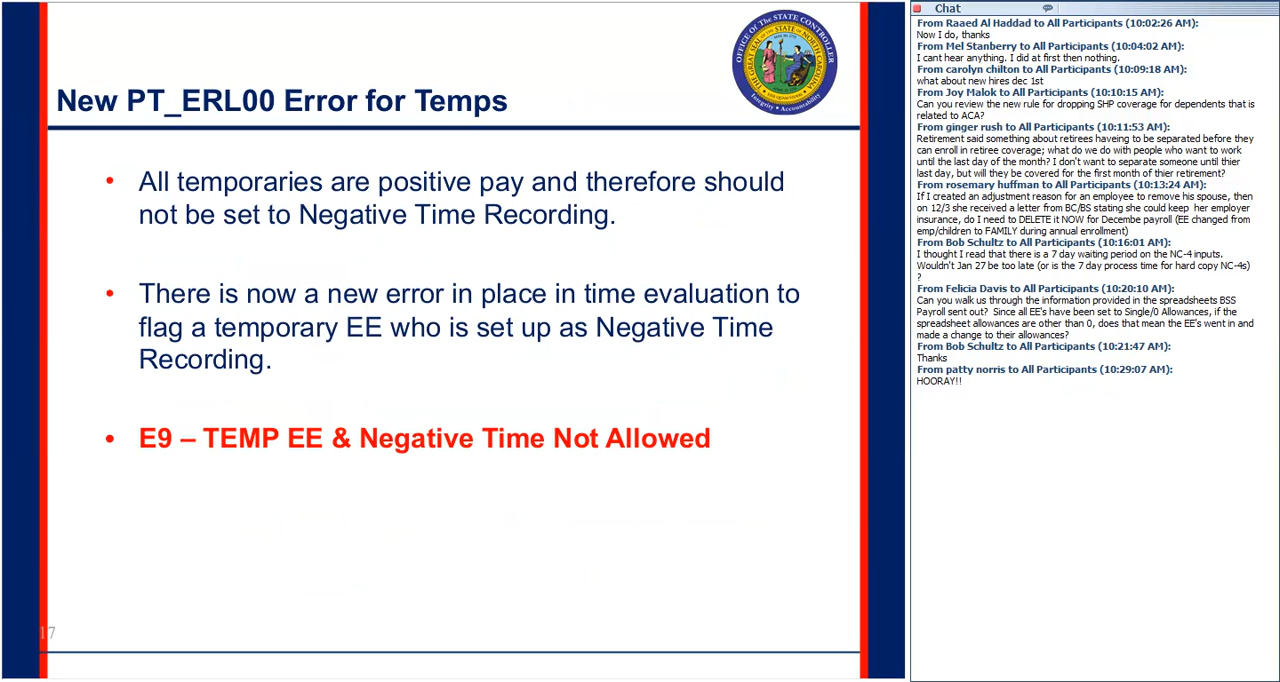 OFFICE OF THE STATE CONTROLLER
THE GREAT SEAL OF THE STATE OF NORTH CAROLINA
Integrity • Accountability
New PT_ERL00 Error for Temps
• All temporaries are positive pay and therefore should
not be set to Negative Time Recording.
• There is now a new error in place in time evaluation to
flag a temporary EE who is set up as Negative Time
Recording.
• E9 – TEMP EE & Negative Time Not Allowed
17
Chat
From Raaed Al Haddad to All Participants (10:02:26 AM):
Now I do, thanks
From Mel Stanberry to All Participants (10:04:02 AM):
I cant hear anything. I did at first then nothing.
From carolyn chilton to All Participants (10:09:18 AM):
what about new hires dec 1st
From Joy Malok to All Participants (10:10:15 AM):
Can you review the new rule for dropping SHP coverage for dependents that is
related to ACA?
From ginger rush to All Participants (10:11:53 AM):
Retirement said something about retirees haveing to be separated before they
can enroll in retiree coverage; what do we do with people who want to work
until the last day of the month? I don't want to separate someone until thier
last day, but will they be covered for the first month of thier retirement?
From rosemary huffman to All Participants (10:13:24 AM):
If I created an adjustment reason for an employee to remove his spouse, then
on 12/3 she received a letter from BC/BS stating she could keep her employer
insurance, do I need to DELETE it NOW for Decembe payroll (EE changed from
emp/children to FAMILY during annual enrollment)
From Bob Schultz to All Participants (10:16:01 AM):
I thought I read that there is a 7 day waiting period on the NC-4 inputs.
Wouldn't Jan 27 be too late (or is the 7 day process time for hard copy NC-4s)
?
From Felicia Davis to All Participants (10:20:10 AM):
Can you walk us through the information provided in the spreadsheets BSS
Payroll sent out? Since all EE's have been set to Single/0 Allowances, if the
spreadsheet allowances are other than 0, does that mean the EE's went in and
made a change to their allowances?
From Bob Schultz to All Participants (10:21:47 AM):
Thanks
From patty norris to All Participants (10:29:07 AM):
HOORAY!!